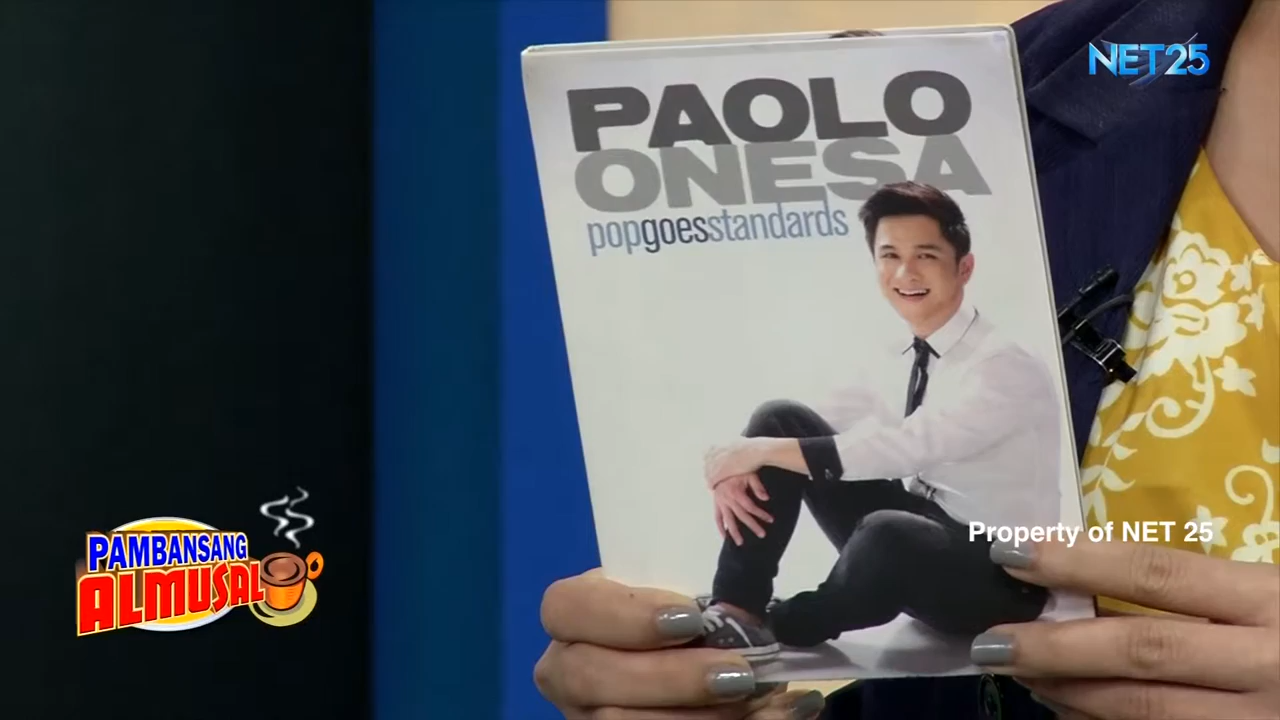 NET25
PAOLO
ONESA
popgoesstandards
Property of NET 25
PAMBANSANG
ALMUSAL